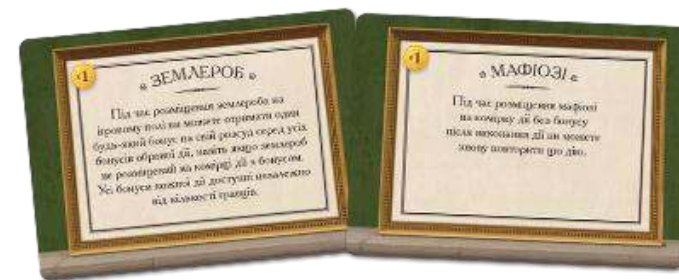 -1
ЗЕМЛЕРОБ
Під час розміщення землероба на
ігровому полі ви можете отримати один
будь-який бонус на свій розсуд серед усіх
бонусів обраної дії, навіть якщо землероб
не розміщений на комірці дії з бонусом.
Усі бонуси кожної дії доступні незалежно
від кількості гравців.
-1
МАФІОЗІ
Під час розміщення мафіозі
на комірку дії без бонусу
після виконання дії ви можете
знову повторити цю дію.